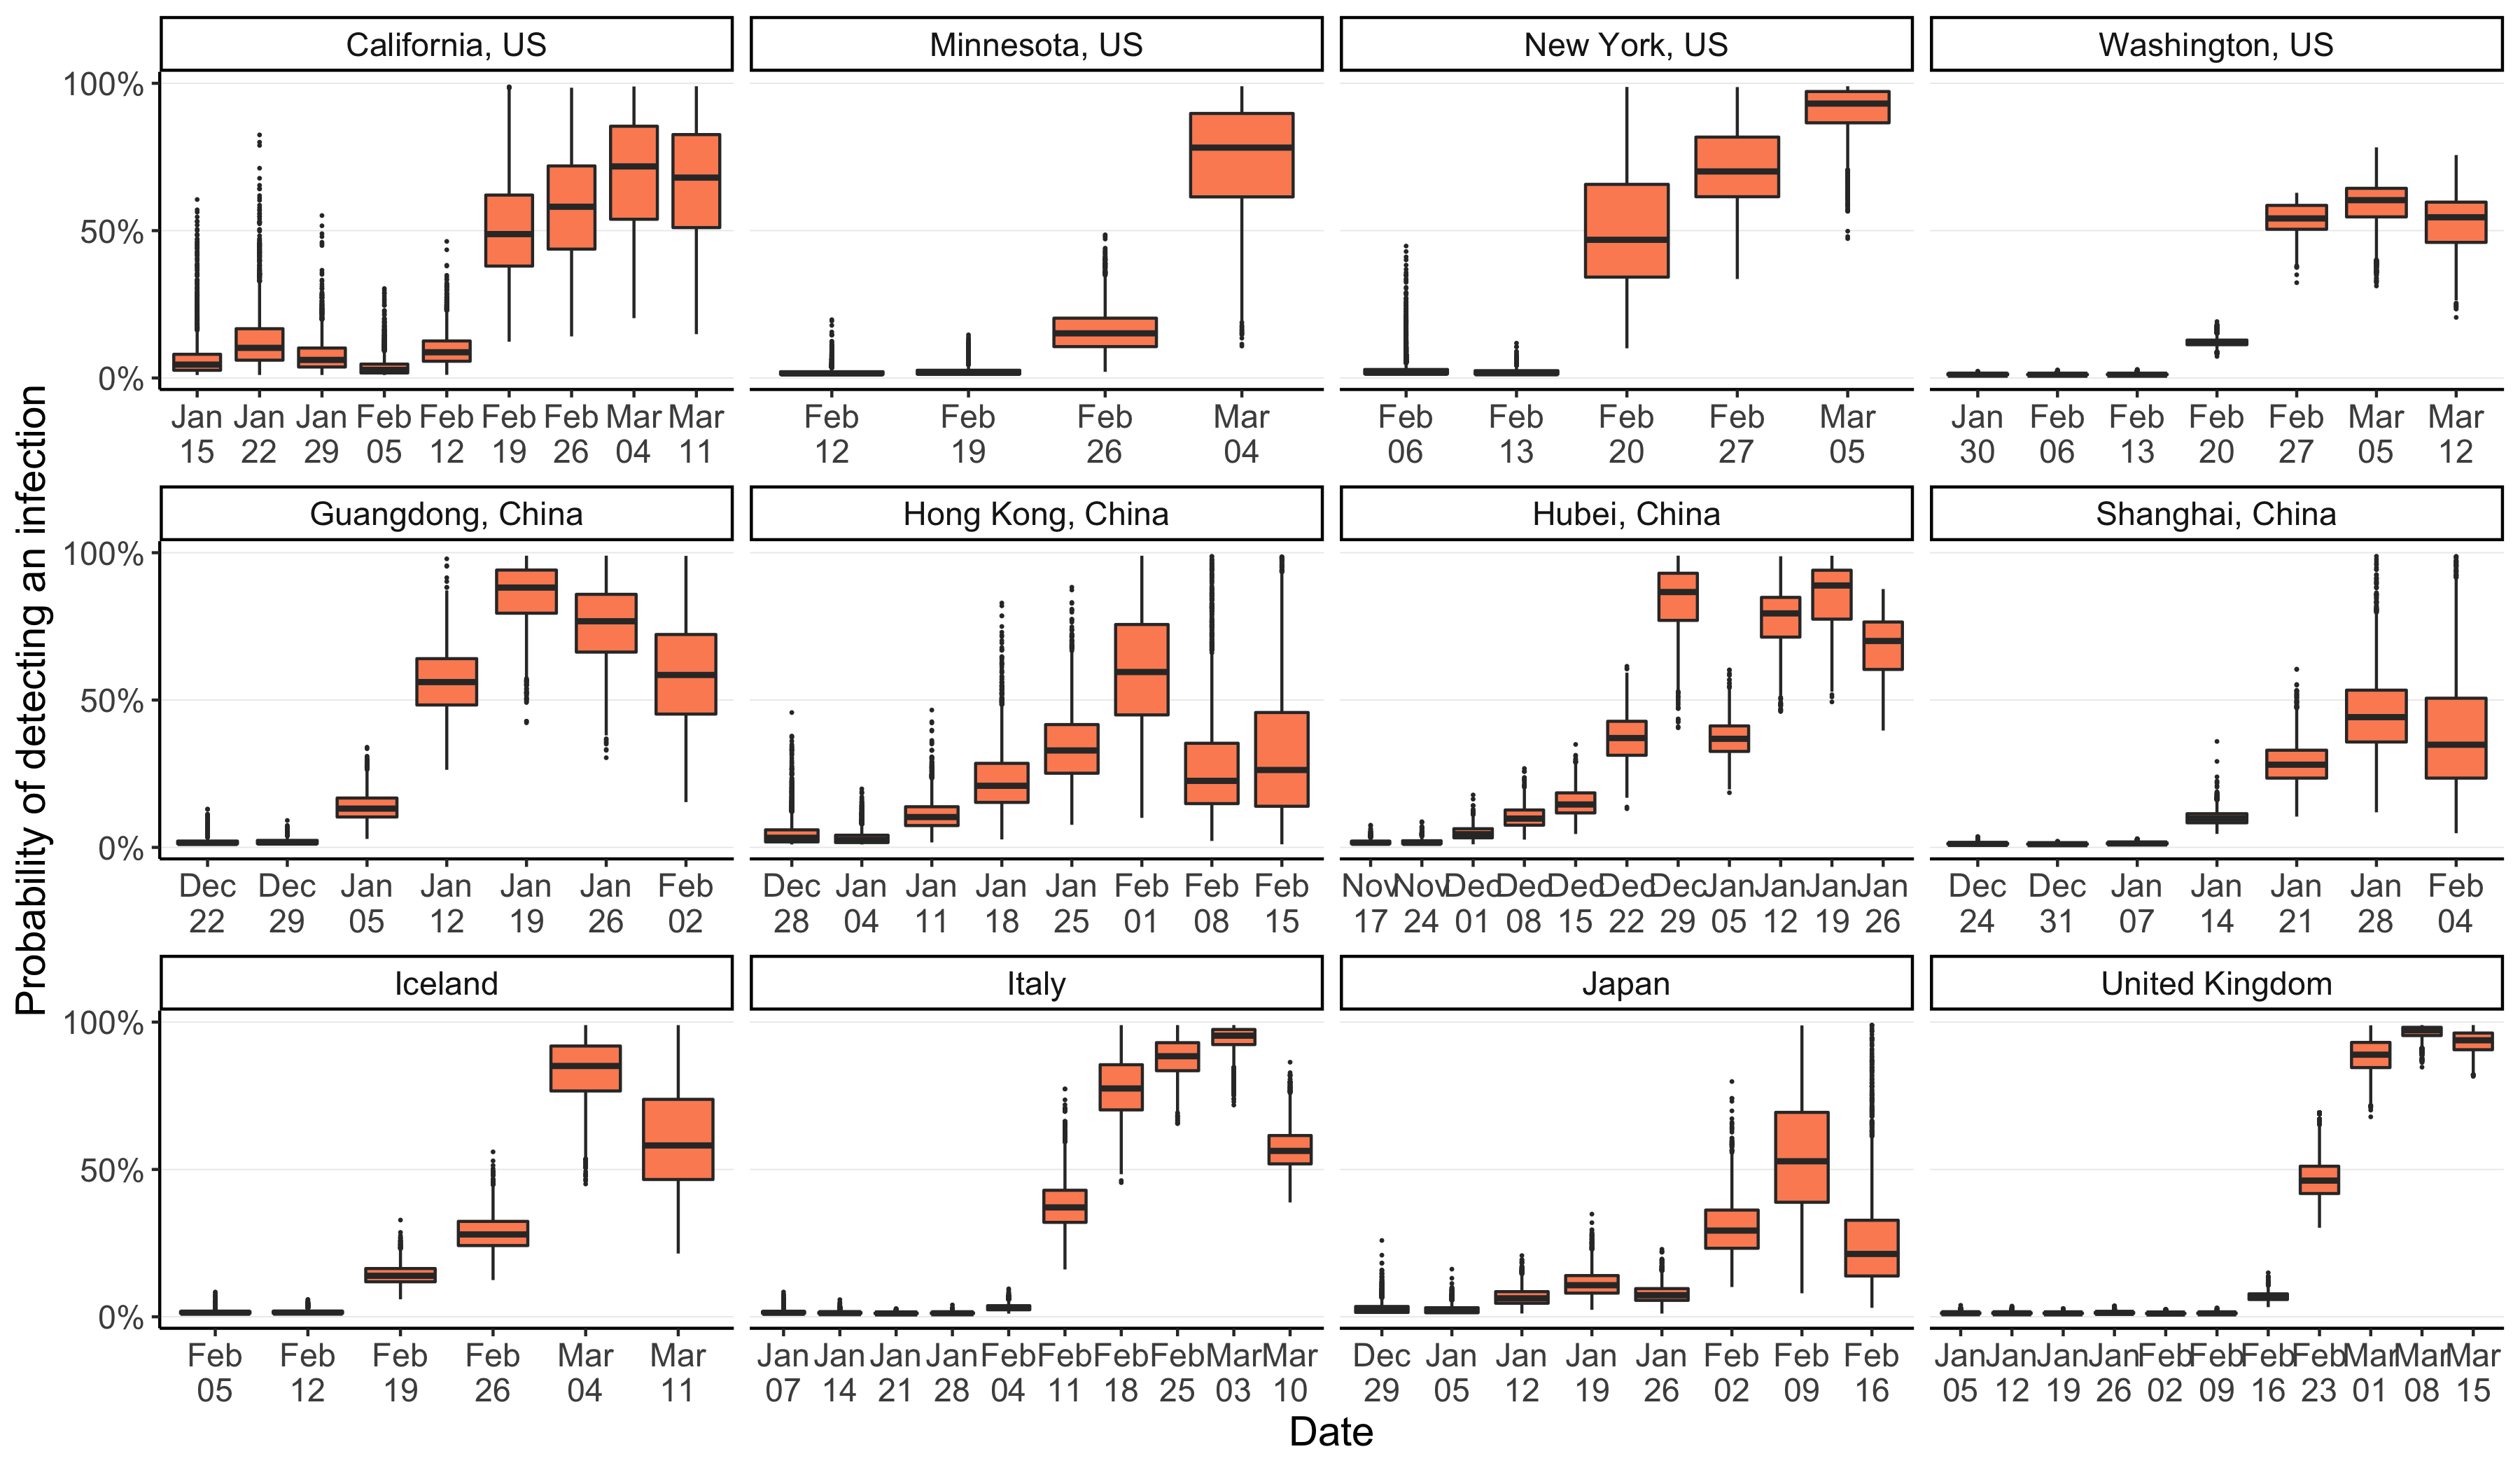 California, US
Minnesota, US
New York, US
Washington, US
100%
50%
0%
Jan Jan Jan Feb Feb Feb Feb Mar Mar
15 22 29 05 12 19 26 04 11
Feb Feb Feb Mar
12 19 26 04
Feb Feb Feb Feb Mar
06 13 20 27 05
Jan Feb Feb Feb Feb Mar Mar
30 06 13 20 27 05 12
Probability of detecting an infection
Guangdong, China
Hong Kong, China
Hubei, China
Shanghai, China
100%
50%
0%
Dec Dec Jan Jan Jan Jan Feb
22 29 05 12 19 26 02
Dec Jan Jan Jan Jan Feb Feb Feb
28 04 11 18 25 01 08 15
Nov Nov Dec Dec Dec Dec Dec Jan Jan Jan Jan
17 24 01 08 15 22 29 05 12 19 26
Dec Dec Jan Jan Jan Jan Feb
24 31 07 14 21 28 04
Iceland
Italy
Japan
United Kingdom
100%
50%
0%
Feb Feb Feb Feb Mar Mar
05 12 19 26 04 11
Jan Jan Jan Jan Feb Feb Feb Feb Mar Mar
07 14 21 28 04 11 18 25 03 10
Dec Jan Jan Jan Jan Feb Feb Feb
29 05 12 19 26 02 09 16
Jan Jan Jan Jan Feb Feb Feb Feb Mar Mar Mar
05 12 19 26 02 09 16 23 01 08 15
Date